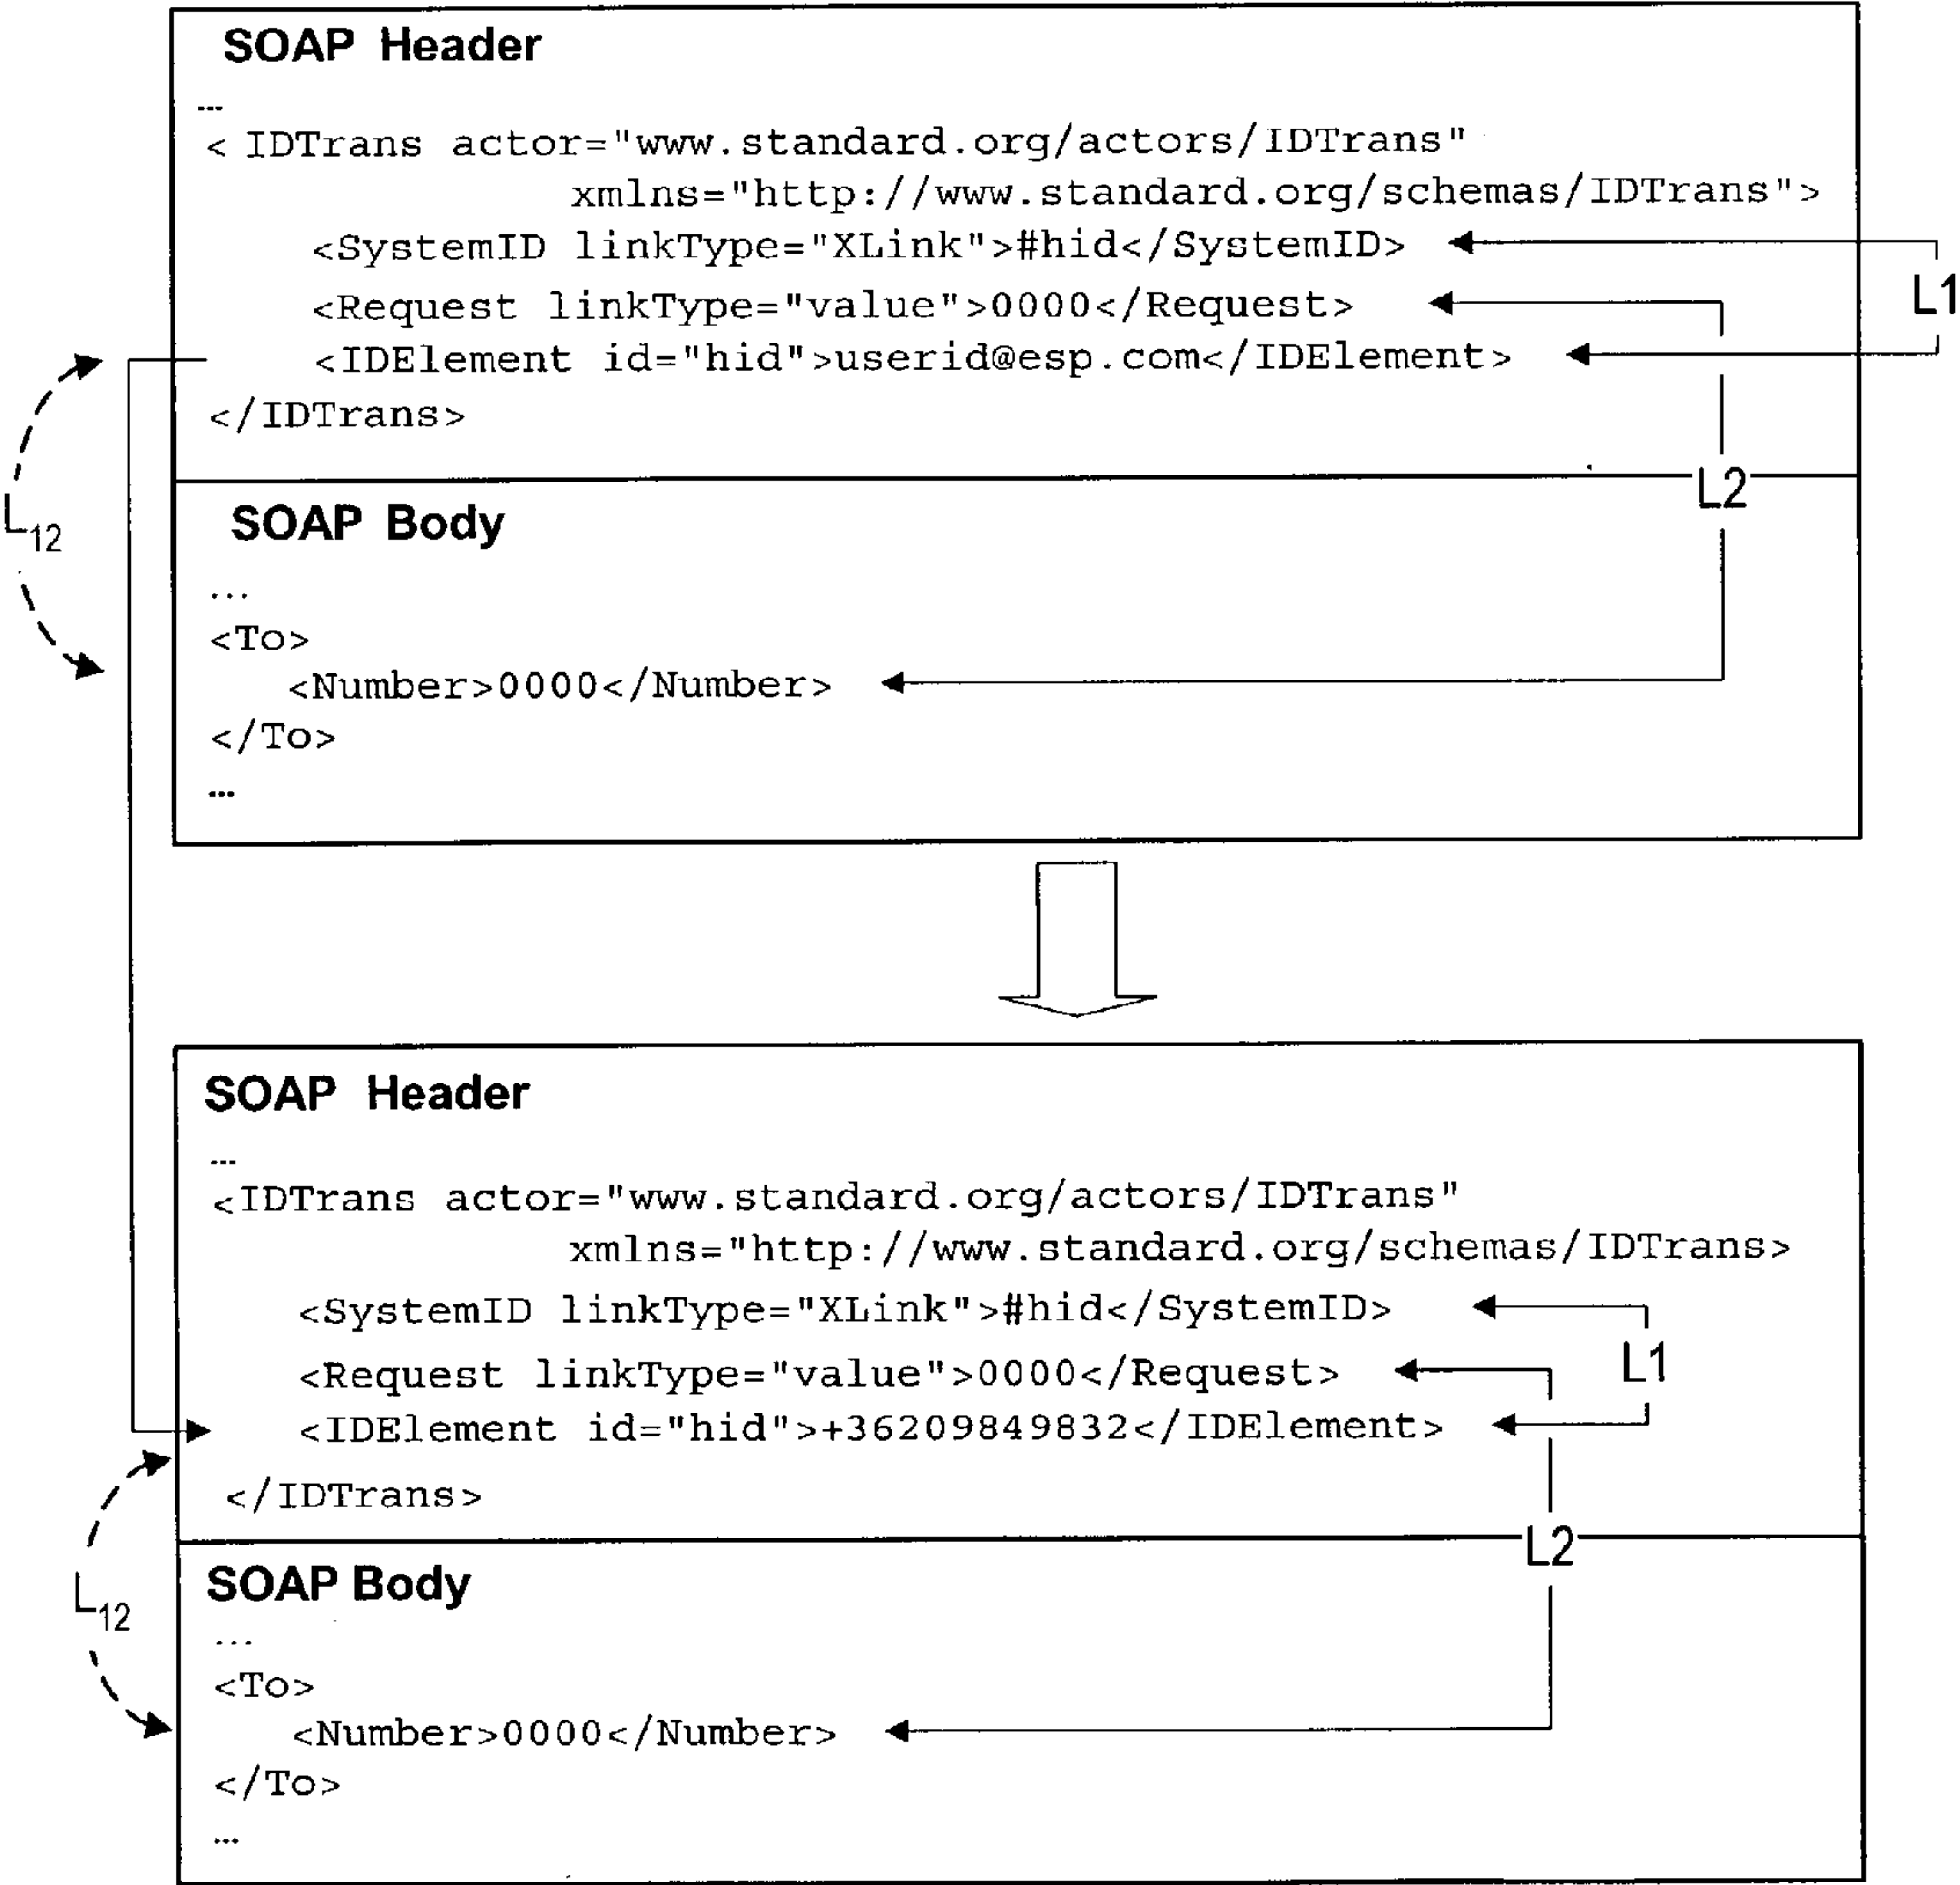 SOAP Header
...
< IDTrans actor="www.standard.org/actors/IDTrans"
xmlns="http://www.standard.org/schemas/IDTrans">
<SystemID linkType="XLink">#hid</SystemID>
L1
<Request linkType="value">0000</Request>
<IDElement id="hid">userid@esp.com</IDElement>
</IDTrans>
L2
L12
SOAP Body
...
<To>
<Number>0000</Number>
</To>
...
SOAP Header
...
<IDTrans actor="www.standard.org/actors/IDTrans"
xmlns="http://www.standard.org/schemas/IDTrans>
<SystemID linkType="XLink">#hid</SystemID>
L1
<Request linkType="value">0000</Request>
<IDElement id="hid">+36209849832</IDElement>
</IDTrans>
L2
L12
SOAP Body
...
<To>
<Number>0000</Number>
</To>
...